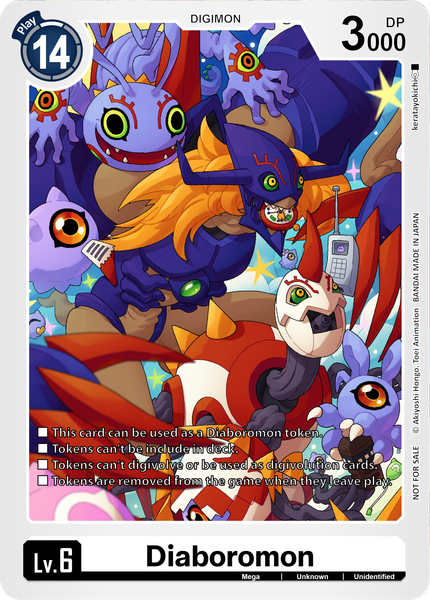 DIGIMON
Play
14
DP
3000
keratayokichi
■ This card can be used as a Diaboromon token.
■ Tokens can't be include in deck.
■ Tokens can't digivolve or be used as digivolution cards.
■ Tokens are removed from the game when they leave play.
NOT FOR SALE © Akiyoshi Hongo, Toei Animation BANDAI MADE IN JAPAN
Lv.6
Diaboromon
Mega | Unknown | Unidentified